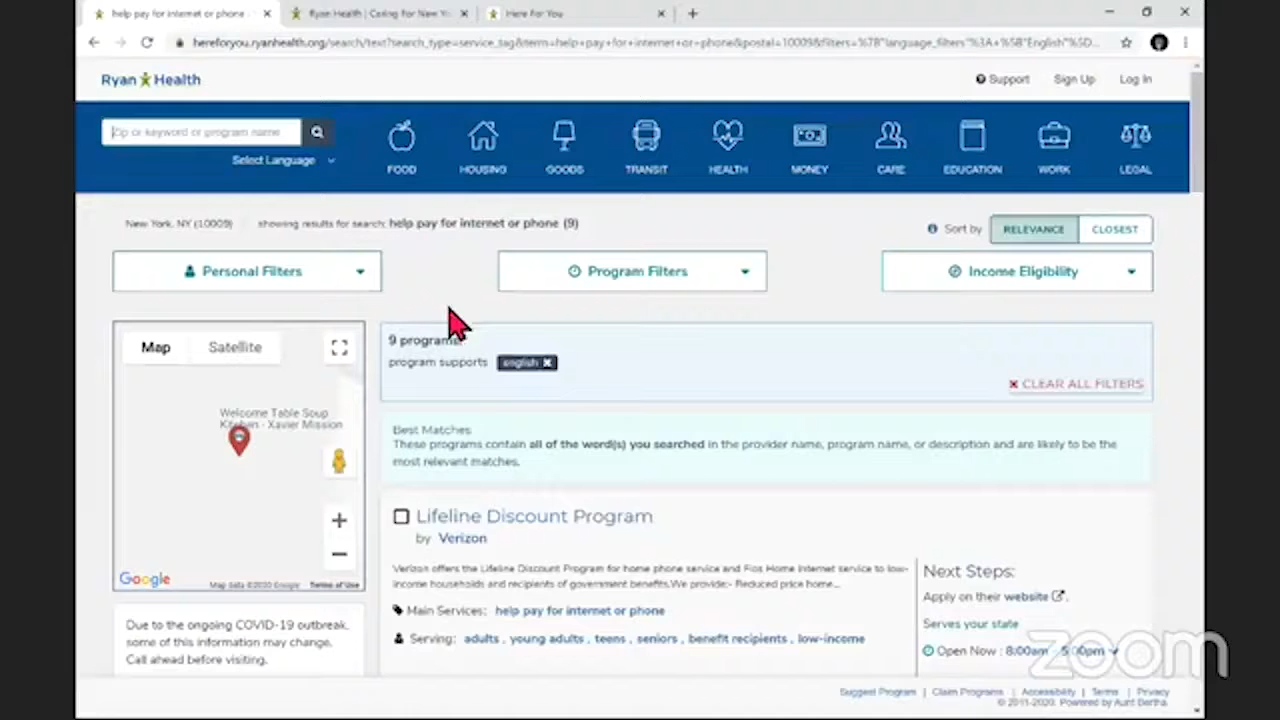 help pay for internet or phone
Ryan Health | Caring for New Yo
Here For You
hereforyou.ryanhealth.org/search/text?search_type=service_tag&term=help+pay+for+internet+or+phone&postal=10009&filters=%7B"language_filters"%3A+%5B"English"%5D...
Ryan Health
Support
Sign Up
Log In
Zip or keyword or program name
Select Language
FOOD
HOUSING
GOODS
TRANSIT
HEALTH
MONEY
CARE
EDUCATION
WORK
LEGAL
New York, NY (10009)
showing results for search: help pay for internet or phone (9)
Sort by
RELEVANCE
CLOSEST
Personal Filters
Program Filters
Income Eligibility
Map
Satellite
Welcome Table Soup
Kitchen - Xavier Mission
Google
Map data ©2020 Google
Terms of Use
Due to the ongoing COVID-19 outbreak,
some of this information may change.
Call ahead before visiting.
9 programs
program supports english
CLEAR ALL FILTERS
Best Matches
These programs contain all of the word(s) you searched in the provider name, program name, or description and are likely to be the
most relevant matches.
Lifeline Discount Program
by Verizon
Verizon offers the Lifeline Discount Program for home phone service and Fios Home Internet service to low-
income households and recipients of government benefits.We provide:- Reduced price home...
Main Services: help pay for internet or phone
Serving: adults , young adults , teens , seniors , benefit recipients , low-income
Next Steps:
Apply on their website.
Serves your state
Open Now : 8:00am - 5:00pm
zoom
Suggest Program | Claim Programs | Accessibility | Terms | Privacy
© 2011-2020. Powered by Aunt Bertha.